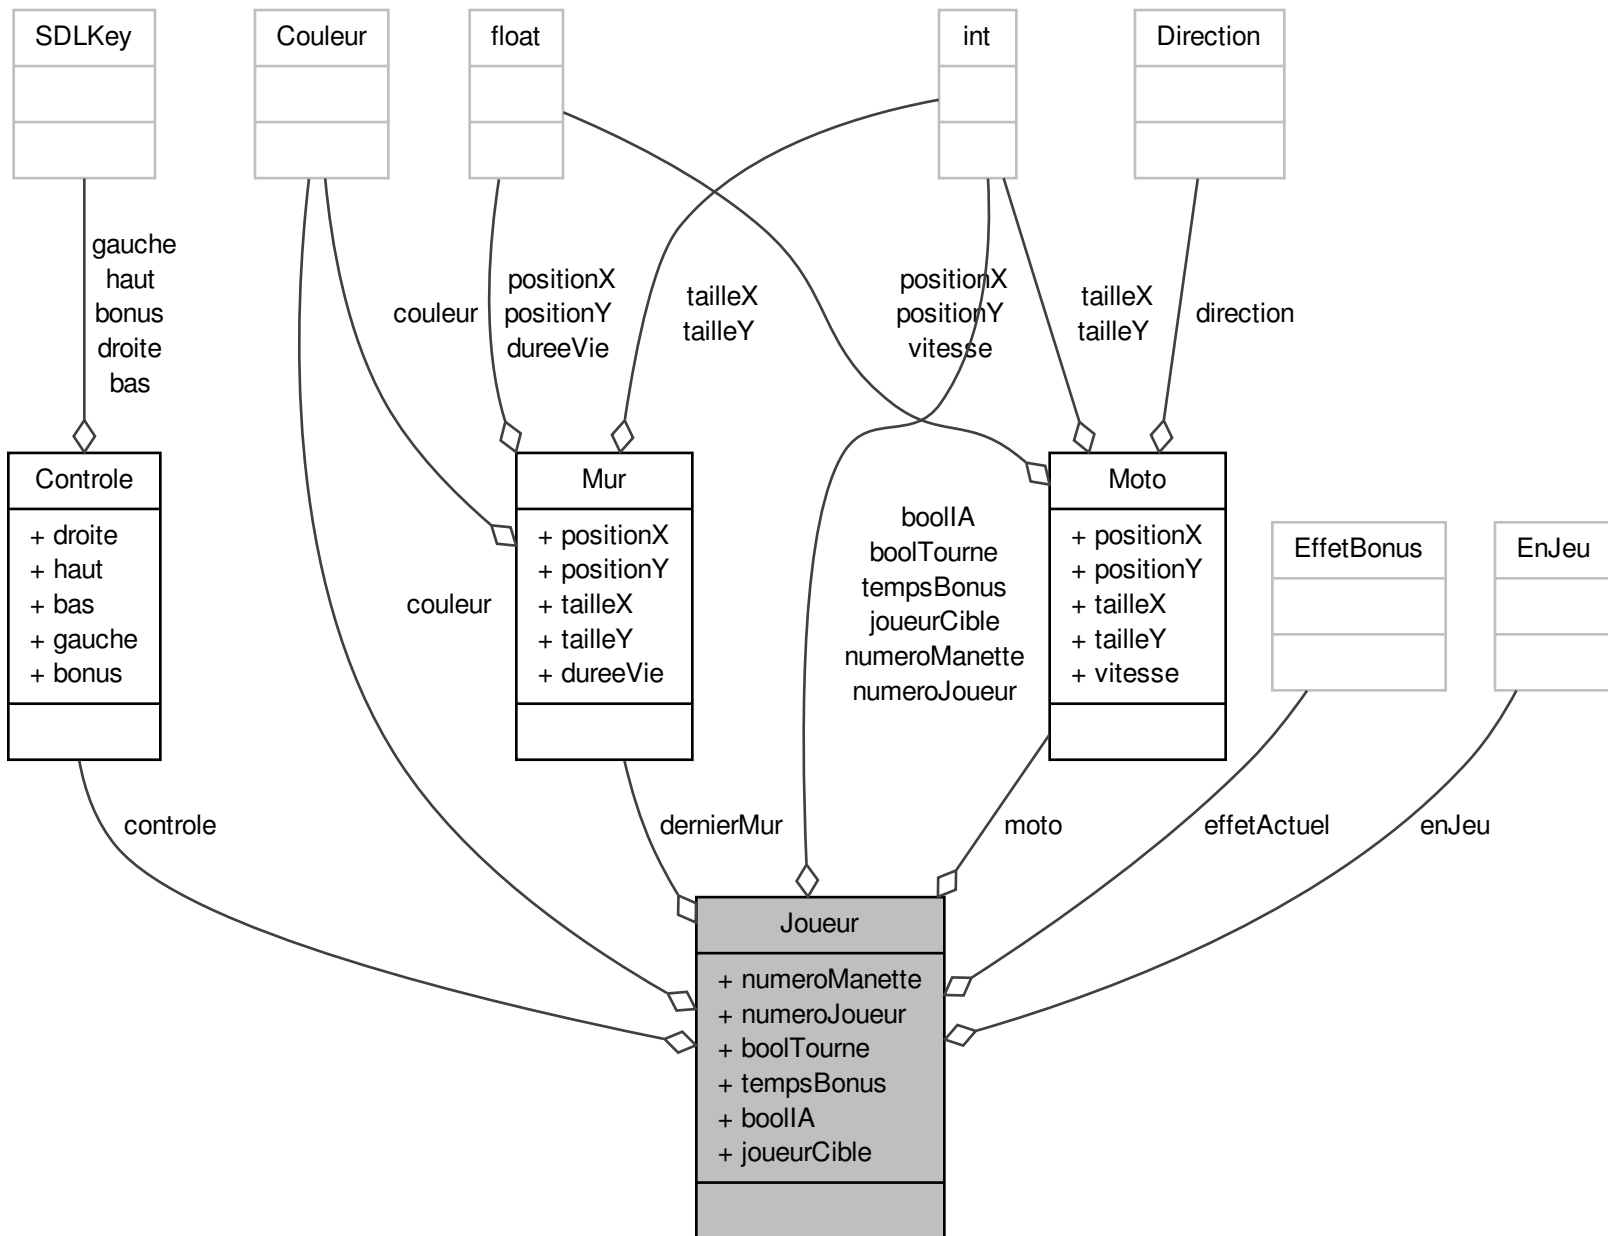 SDLKey
Couleur
float
int
Direction
gauche
haut
bonus
droite
bas
couleur
positionX
positionY
dureeVie
tailleX
tailleY
positionX
positionY
vitesse
tailleX
tailleY
direction
Controle
+ droite
+ haut
+ bas
+ gauche
+ bonus
Mur
+ positionX
+ positionY
+ tailleX
+ tailleY
+ dureeVie
couleur
boolIA
boolTourne
tempsBonus
joueurCible
numeroManette
numeroJoueur
Moto
+ positionX
+ positionY
+ tailleX
+ tailleY
+ vitesse
EffetBonus
EnJeu
controle
dernierMur
moto
effetActuel
enJeu
Joueur
+ numeroManette
+ numeroJoueur
+ boolTourne
+ tempsBonus
+ boolIA
+ joueurCible